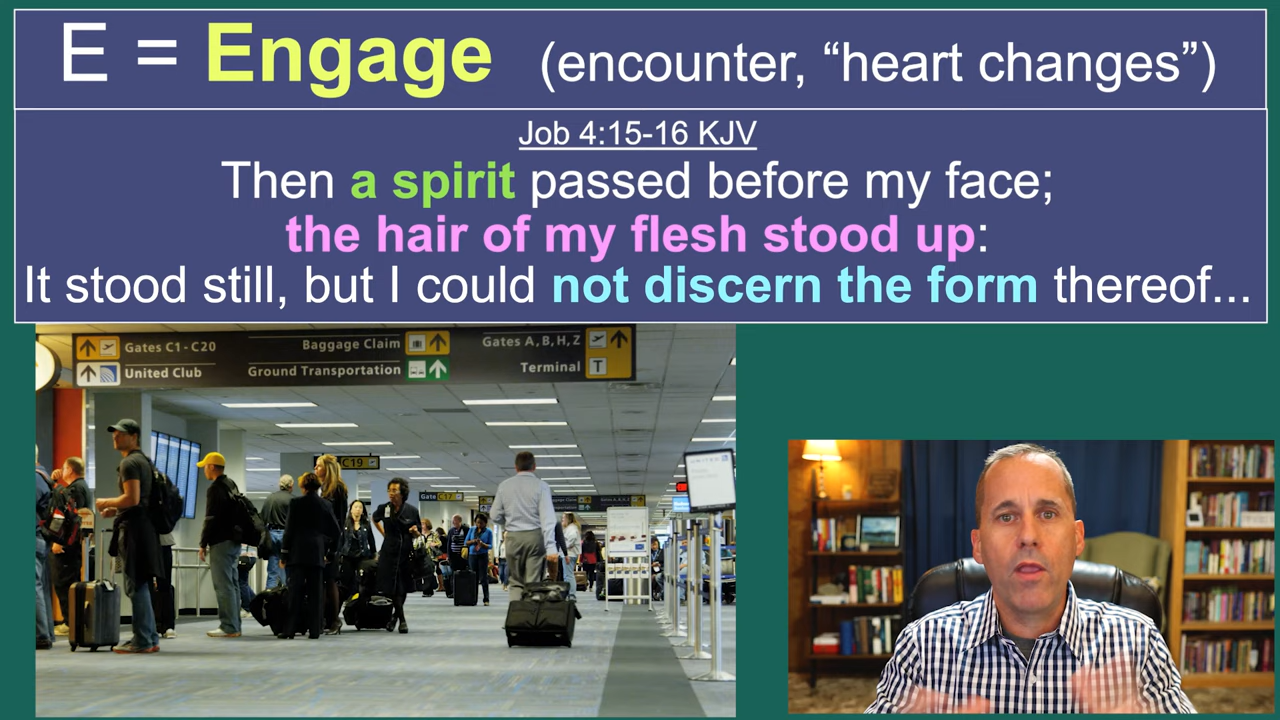 E = Engage (encounter, “heart changes”)
Job 4:15-16 KJV
Then a spirit passed before my face;
the hair of my flesh stood up:
It stood still, but I could not discern the form thereof...
Gates C1-C20
United Club
Baggage Claim
Ground Transportation
Gates A, B, H, Z
Terminal
T
C19
Gate C17